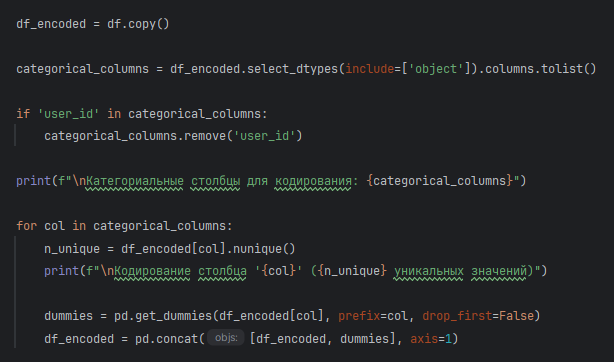 df_encoded = df.copy()
categorical_columns = df_encoded.select_dtypes(include=['object']).columns.tolist()
if 'user_id' in categorical_columns:
    categorical_columns.remove('user_id')
print(f"\nКатегориальные столбцы для кодирования: {categorical_columns}")
for col in categorical_columns:
    n_unique = df_encoded[col].nunique()
    print(f"\nКодирование столбца '{col}' ({n_unique} уникальных значений)")
    dummies = pd.get_dummies(df_encoded[col], prefix=col, drop_first=False)
    df_encoded = pd.concat( objs: [df_encoded, dummies], axis=1)